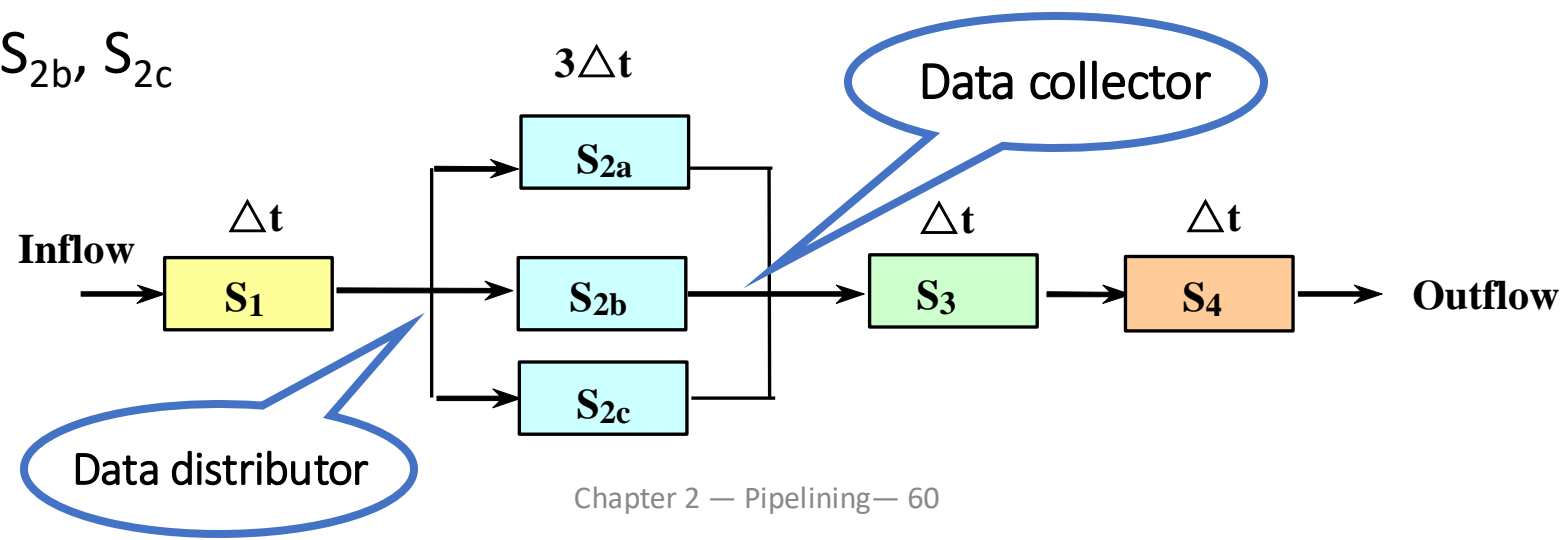 S2b, S2c
3△t
Data collector
S2a
△t
△t
△t
Inflow
S1
S2b
S3
S4
Outflow
S2c
Data distributor
Chapter 2 — Pipelining— 60